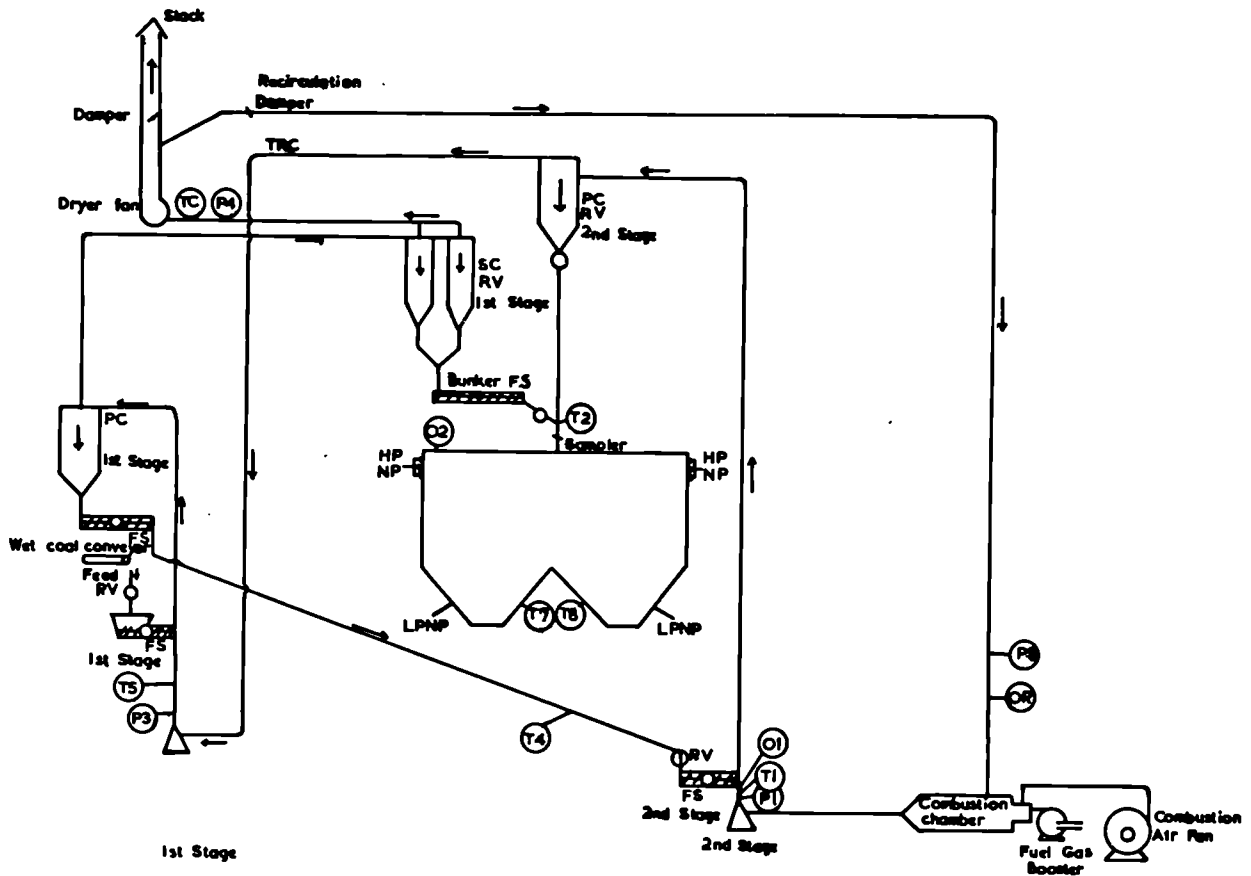 Stack
Recirculation
Damper
Damper
TRC
Dryer fan
TC
P4
PC
RV
2nd Stage
SC
RV
1st Stage
Bunker F.S
T2
O2
Sampler
HP
NP
HP
NP
PC
1st Stage
FS
Wet coal conveyor
Feed
RV
FS
1st Stage
T5
P3
LPNP
T7
T8
LPNP
T4
RV
FS
2nd Stage
O1
T1
P1
2nd Stage
OR
Combustion
chamber
Fuel Gas
Booster
Combustion
Air Fan
1st Stage